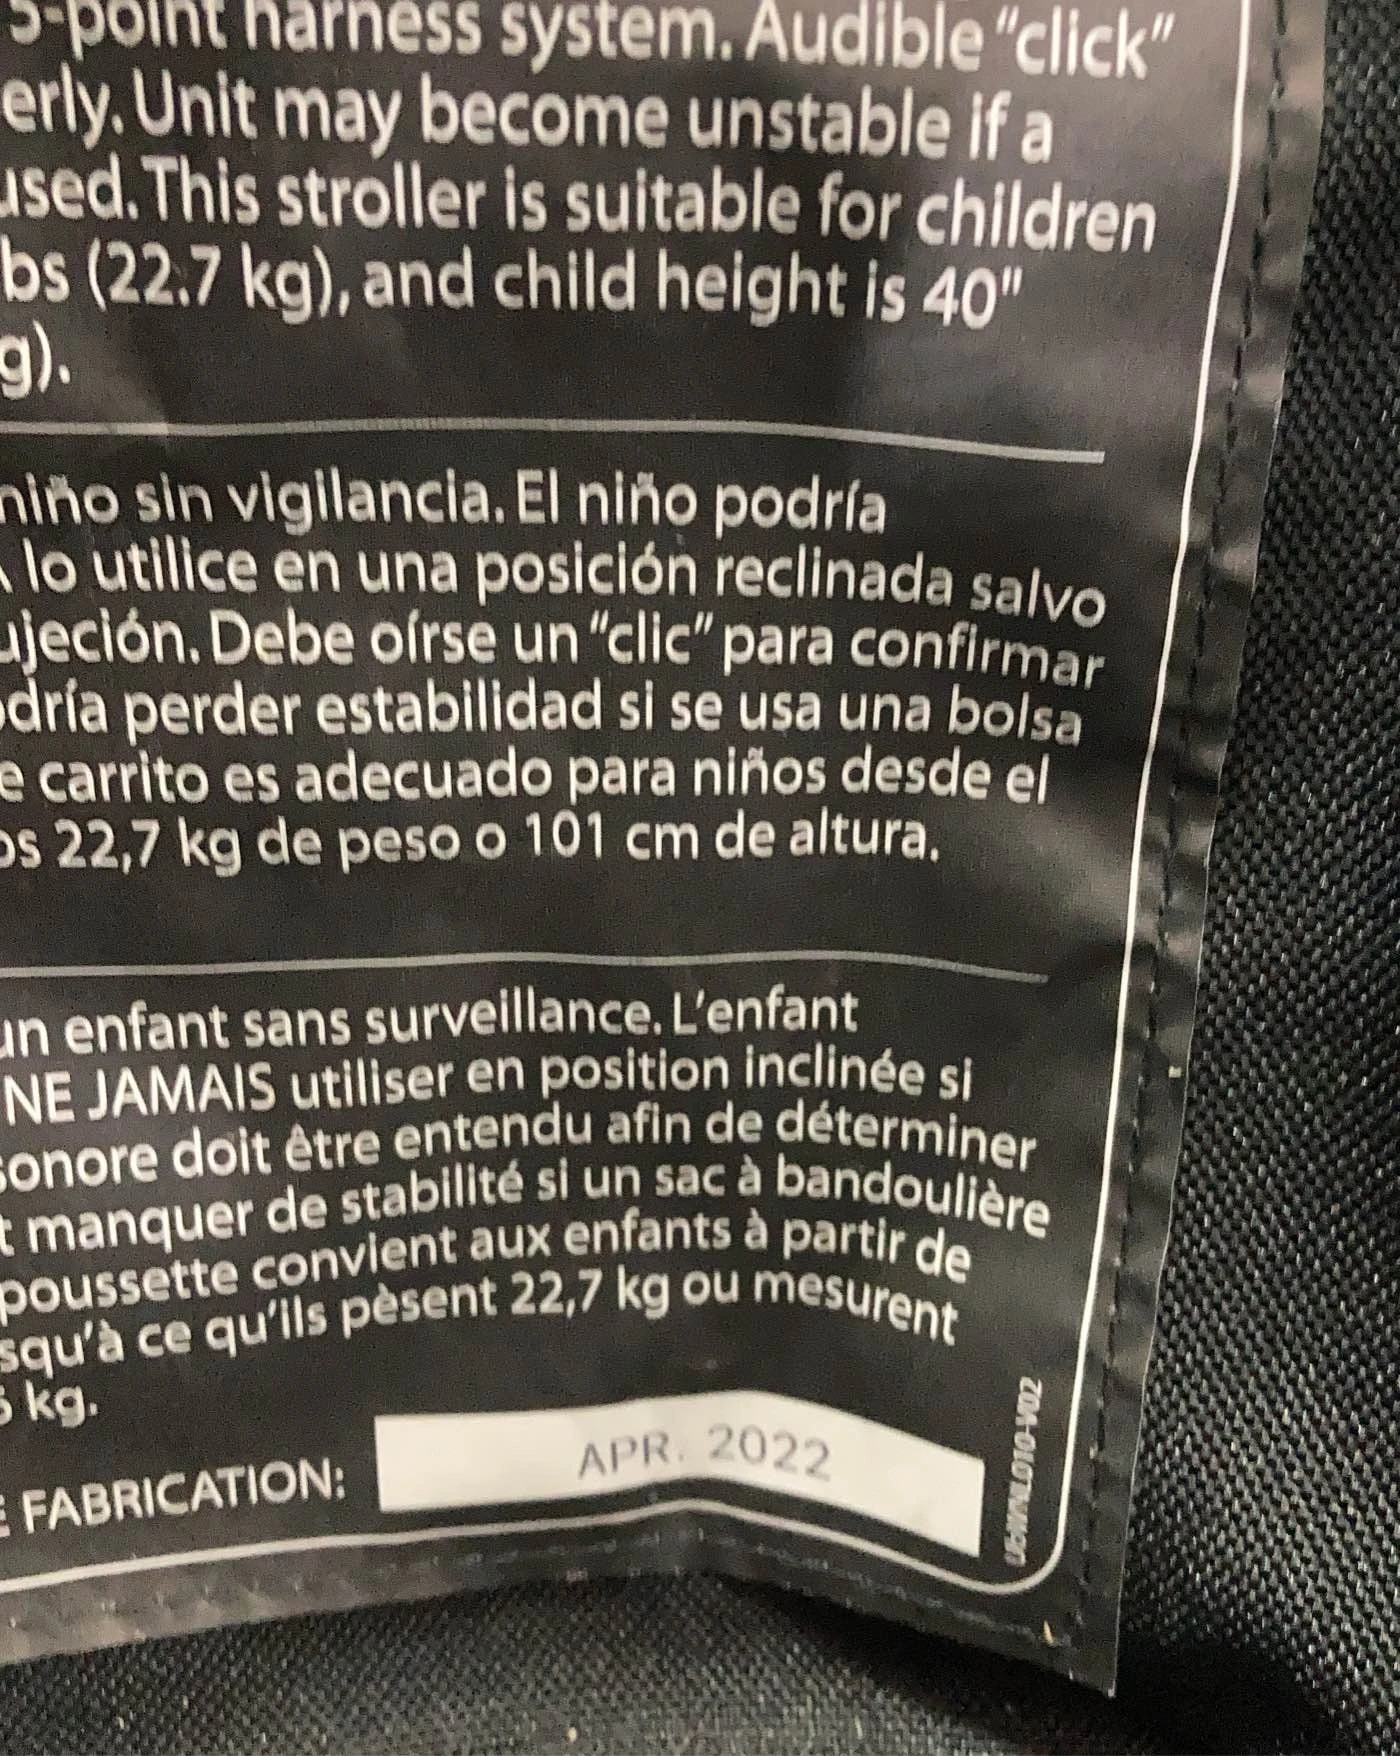 5-point harness system. Audible "click"
erly. Unit may become unstable if a
used. This stroller is suitable for children
bs (22.7 kg), and child height is 40"
g).
niño sin vigilancia. El niño podría
lo utilice en una posición reclinada salvo
ujeción. Debe oírse un "clic" para confirmar
odría perder estabilidad si se usa una bolsa
e carrito es adecuado para niños desde el
os 22,7 kg de peso o 101 cm de altura.
un enfant sans surveillance. L'enfant
NE JAMAIS utiliser en position inclinée si
sonore doit être entendu afin de déterminer
t manquer de stabilité si un sac à bandoulière
poussette convient aux enfants à partir de
squ'à ce qu'ils pèsent 22,7 kg ou mesurent
kg.
E FABRICATION: APR. 2022